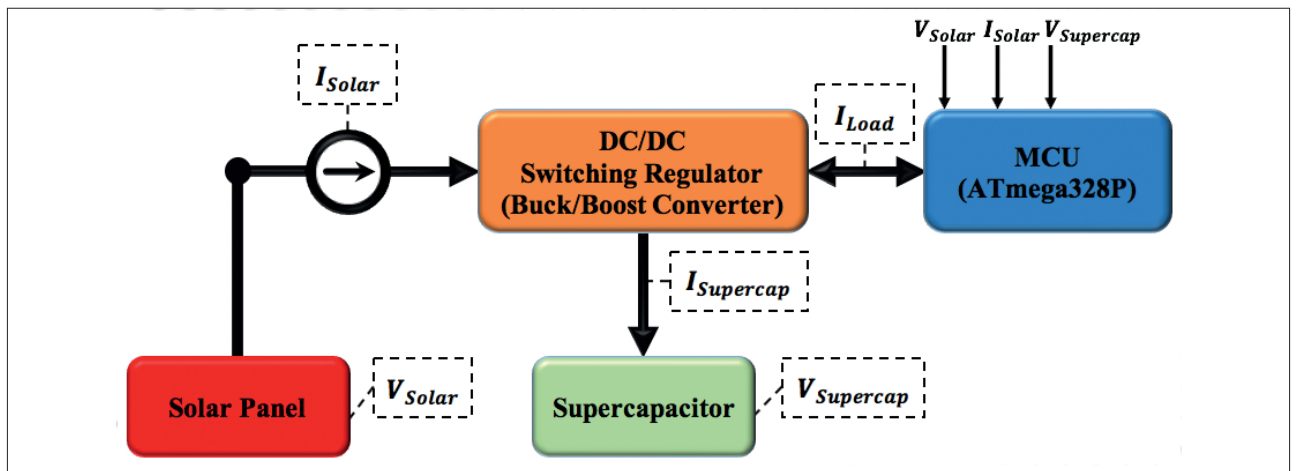 V_Solar I_Solar V_Supercap
I_Solar
I_Load
DC/DC
Switching Regulator
(Buck/Boost Converter)
MCU
(ATmega328P)
I_Supercap
Solar Panel
V_Solar
Supercapacitor
V_Supercap